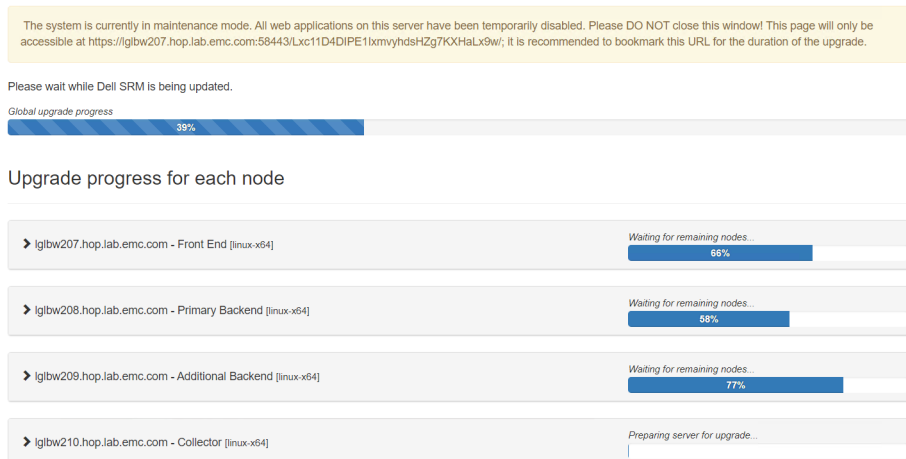 The system is currently in maintenance mode. All web applications on this server have been temporarily disabled. Please DO NOT close this window! This page will only be
accessible at https://lglbw207.hop.lab.emc.com:58443/Lxc11D4DIPE1IxmvyhdsHZg7KXHaLx9w/; it is recommended to bookmark this URL for the duration of the upgrade.
Please wait while Dell SRM is being updated.
Global upgrade progress
39%
Upgrade progress for each node
lglbw207.hop.lab.emc.com - Front End [linux-x64]
Waiting for remaining nodes...
66%
lglbw208.hop.lab.emc.com - Primary Backend [linux-x64]
Waiting for remaining nodes...
58%
lglbw209.hop.lab.emc.com - Additional Backend [linux-x64]
Waiting for remaining nodes...
77%
lglbw210.hop.lab.emc.com - Collector [linux-x64]
Preparing server for upgrade...